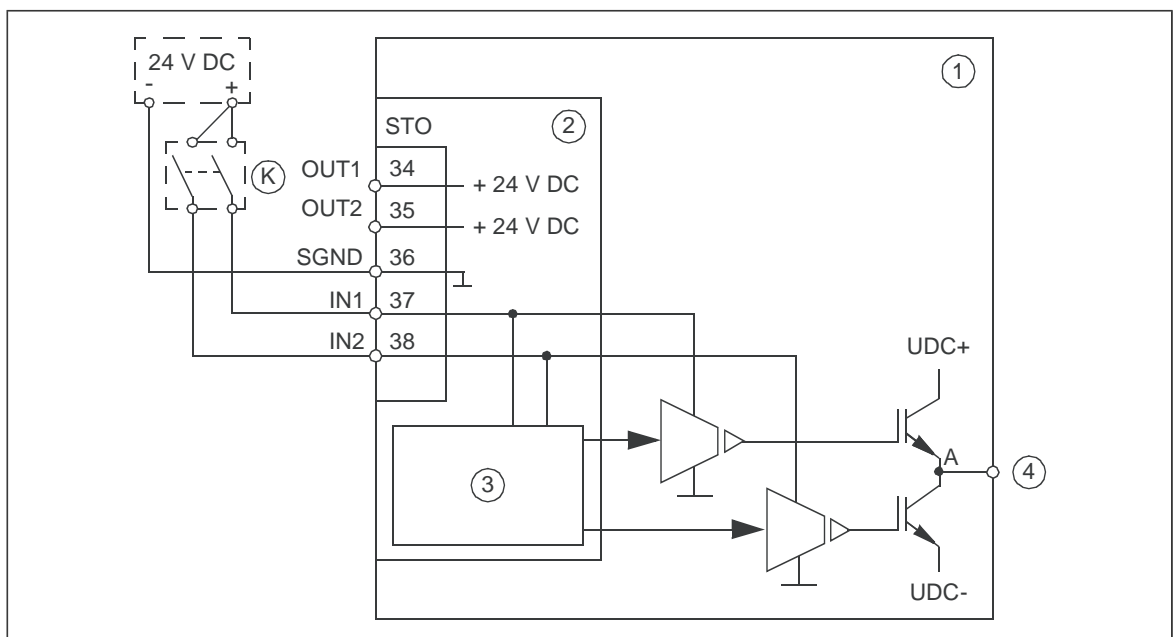 24 V DC
- +
1
STO
2
K
OUT1 34 + 24 V DC
OUT2 35 + 24 V DC
SGND 36
IN1 37
IN2 38
UDC+
A
3
4
UDC-